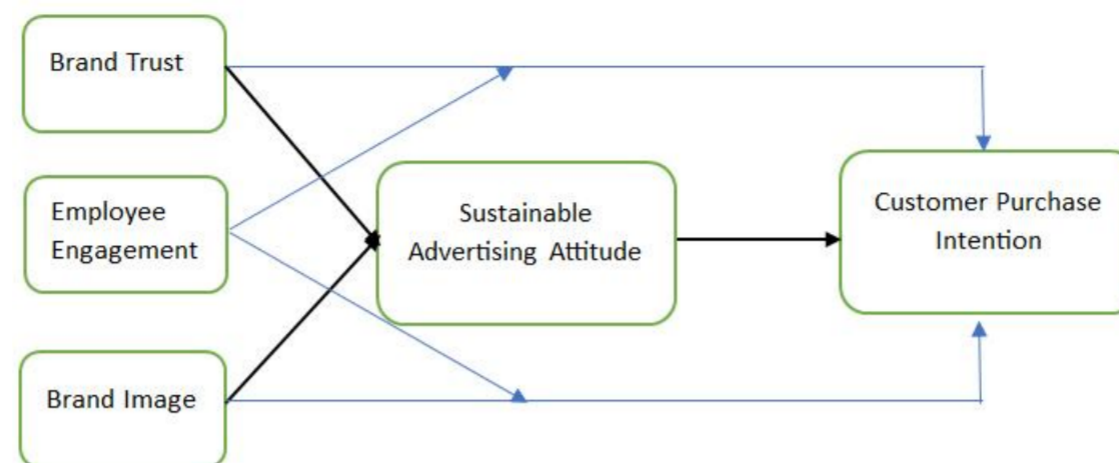 Brand Trust
Employee
Engagement
Brand Image
Sustainable
Advertising Attitude
Customer Purchase
Intention